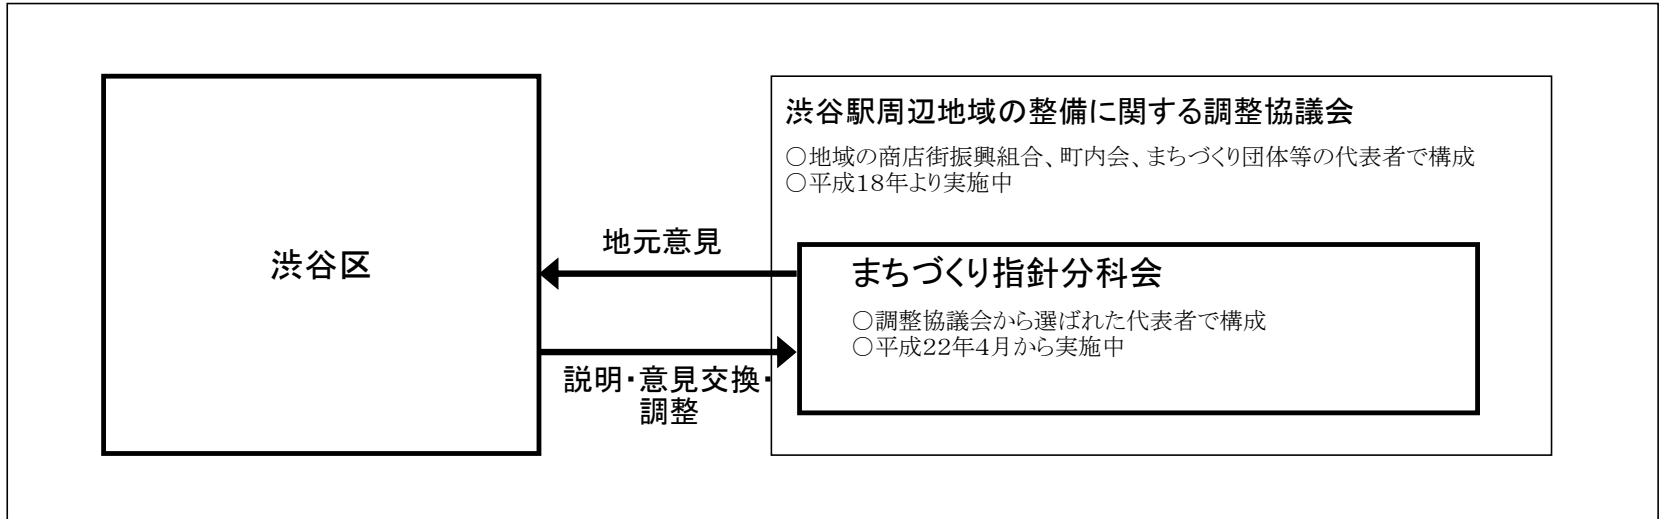 渋谷区
地元意見
説明・意見交換・
調整
渋谷駅周辺地域の整備に関する調整協議会
○地域の商店街振興組合、町内会、まちづくり団体等の代表者で構成
○平成18年より実施中
まちづくり指針分科会
○調整協議会から選ばれた代表者で構成
○平成22年4月から実施中